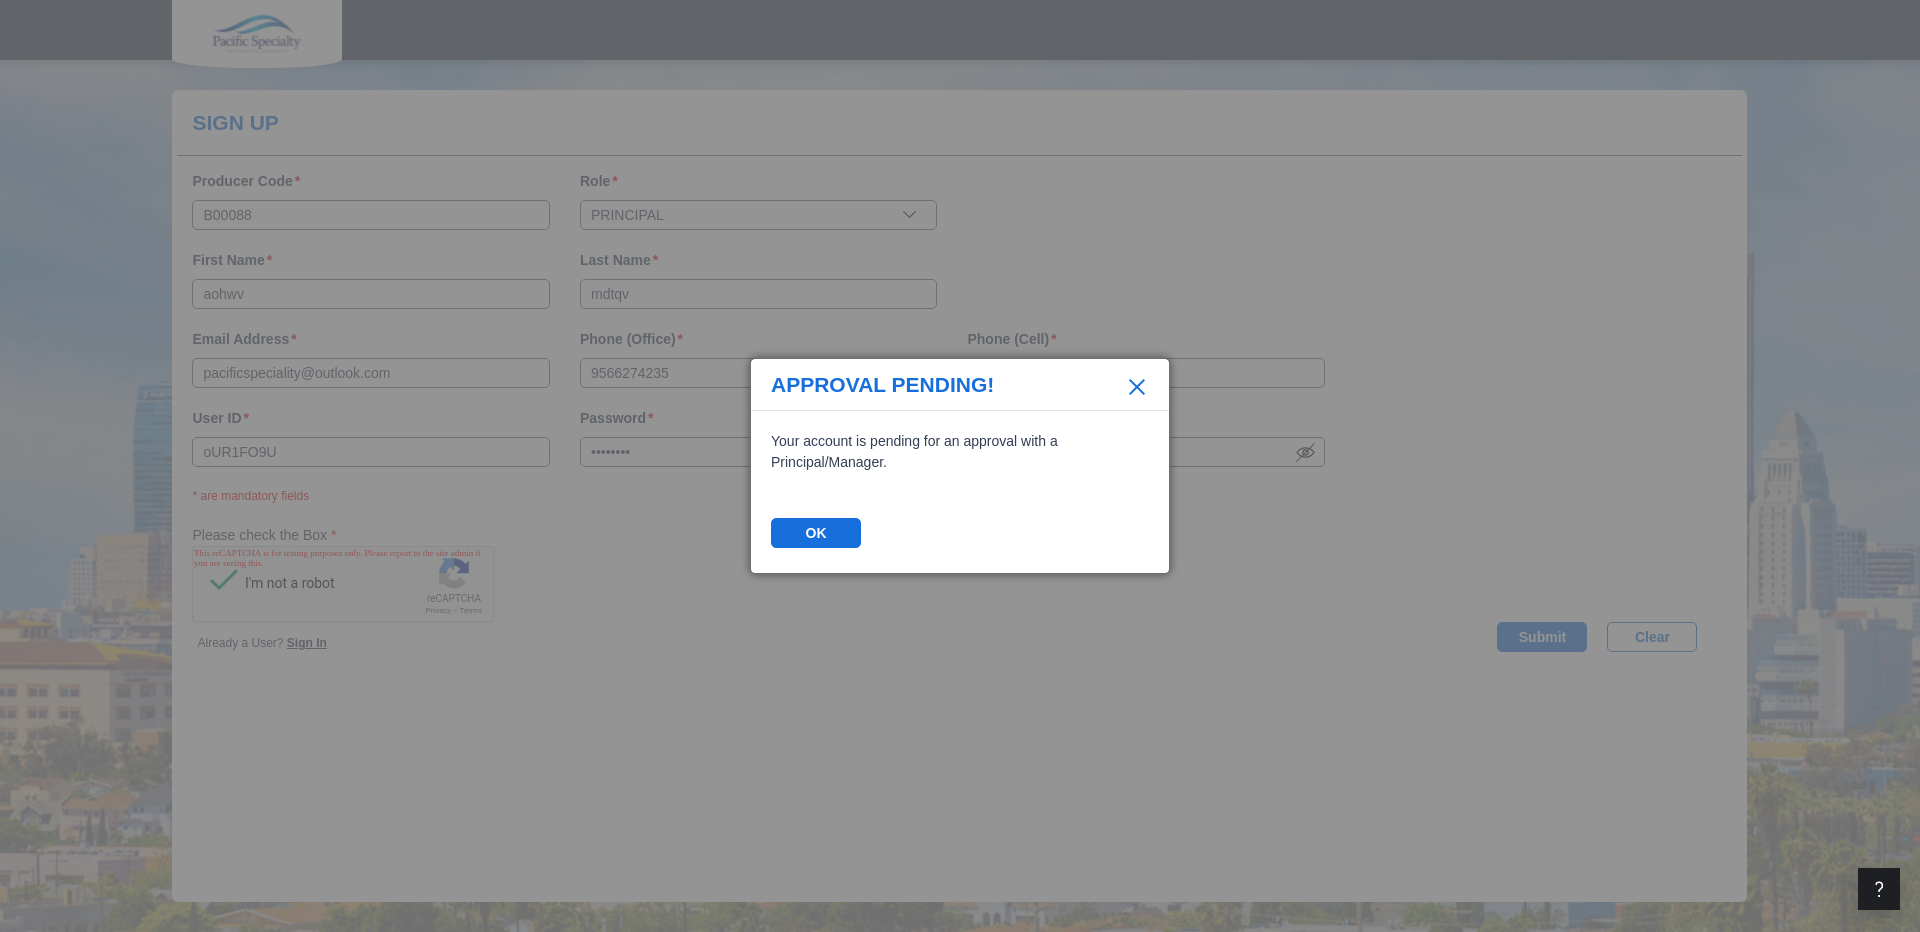 Pacific Specialty
SIGN UP
Producer Code*
Role*
B00088
PRINCIPAL
First Name*
Last Name*
aohwv
mdtqv
Email Address*
Phone (Office)*
Phone (Cell)*
pacificspeciality@outlook.com
9566274235
User ID*
Password*
oUR1FO9U
••••••••
APPROVAL PENDING!
Your account is pending for an approval with a
Principal/Manager.
OK
* are mandatory fields
Please check the Box *
This reCAPTCHA is for testing purposes only. Please report to the site admin if
you are seeing this.
I'm not a robot
reCAPTCHA
Privacy - Terms
Already a User? Sign In
Submit
Clear
?